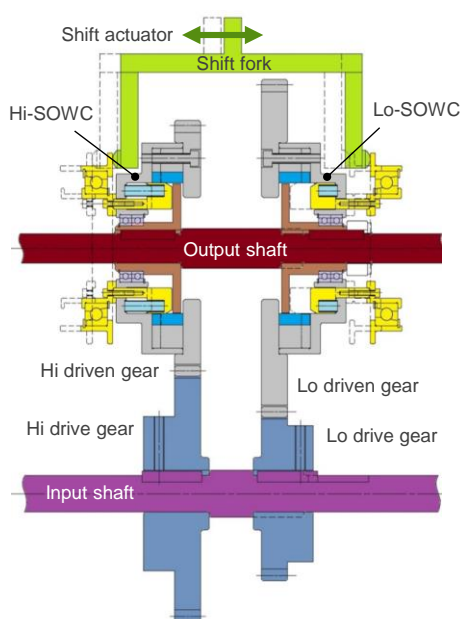 Shift actuator
Shift fork
Hi-SOWC
Lo-SOWC
Output shaft
Hi driven gear
Lo driven gear
Hi drive gear
Lo drive gear
Input shaft